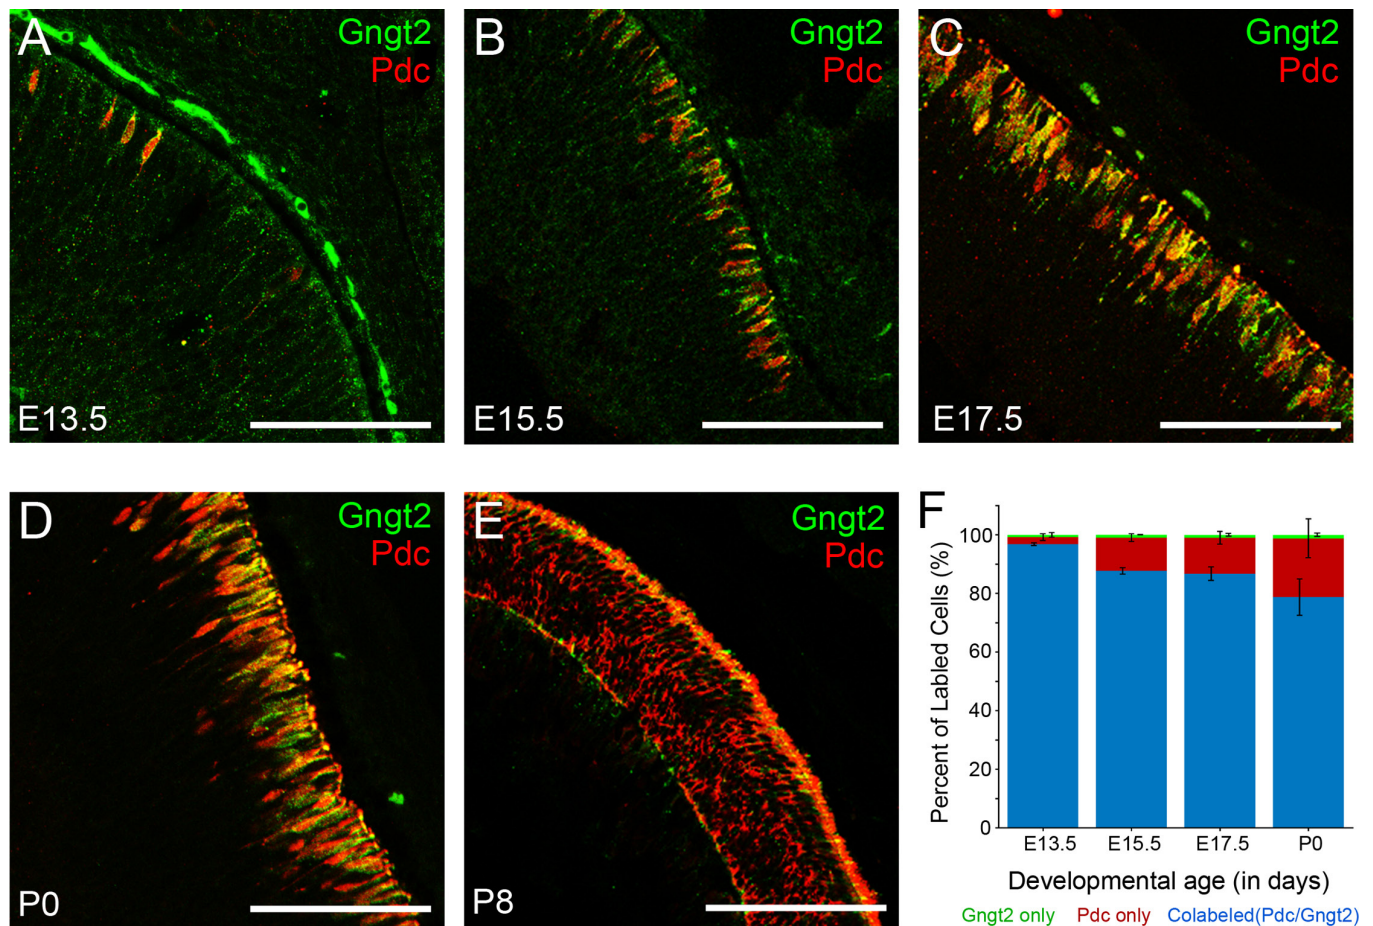 A
Gngt2
Pdc
E13.5
B
Gngt2
Pdc
E15.5
C
Gngt2
Pdc
E17.5
D
Gngt2
Pdc
P0
E
Gngt2
Pdc
P8
F
Percent of Labled Cells (%)
100
80
60
40
20
0
E13.5 E15.5 E17.5 P0
Developmental age (in days)
Gngt2 only Pdc only Colabeled(Pdc/Gngt2)